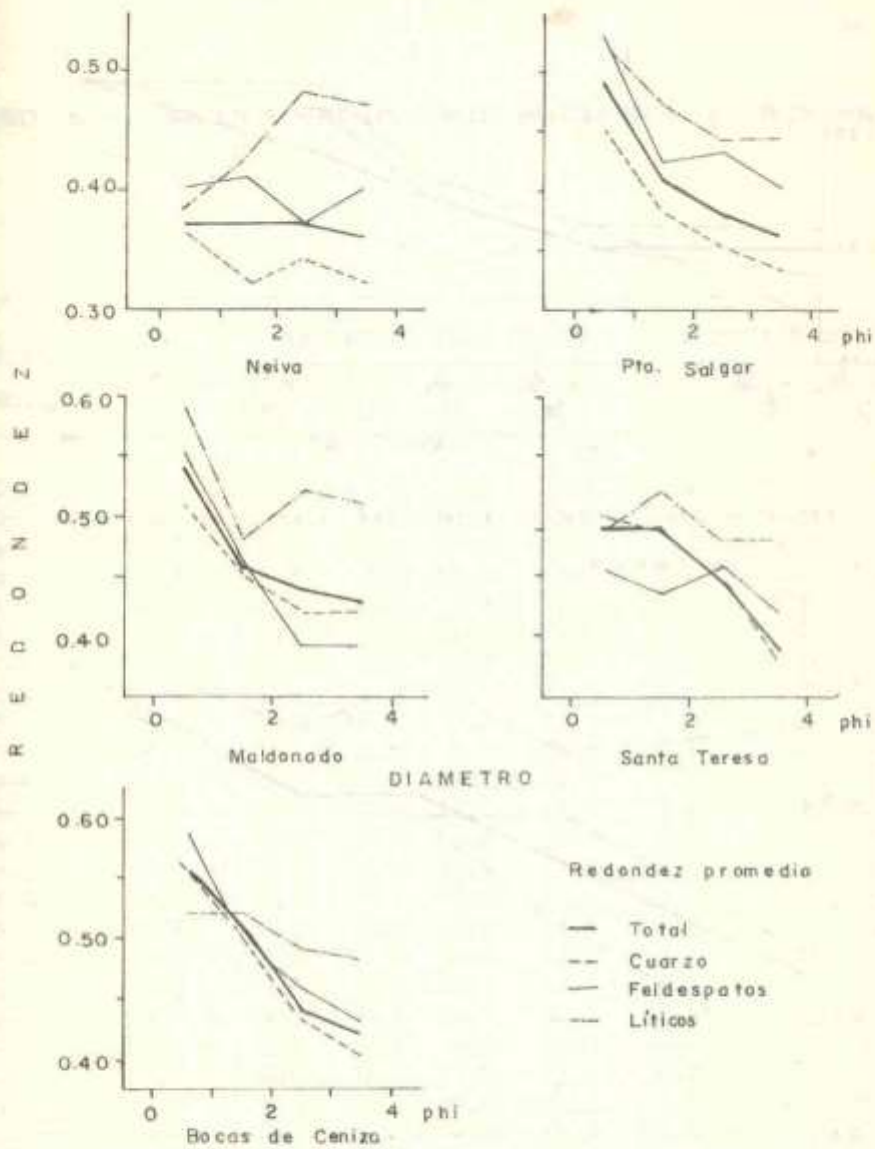 0.50
0.40
0.30
0 2 4
Neiva
0 2 4 phi
Pto. Salgar
REDONDEZ
0.60
0.50
0.40
0 2 4
Maldonado
0 2 4 phi
Santa Teresa
DIAMETRO
0.60
0.50
0.40
0 2 4 phi
Bocas de Ceniza
Redondez promedia
Total
Cuarzo
Feldespatos
Líticos